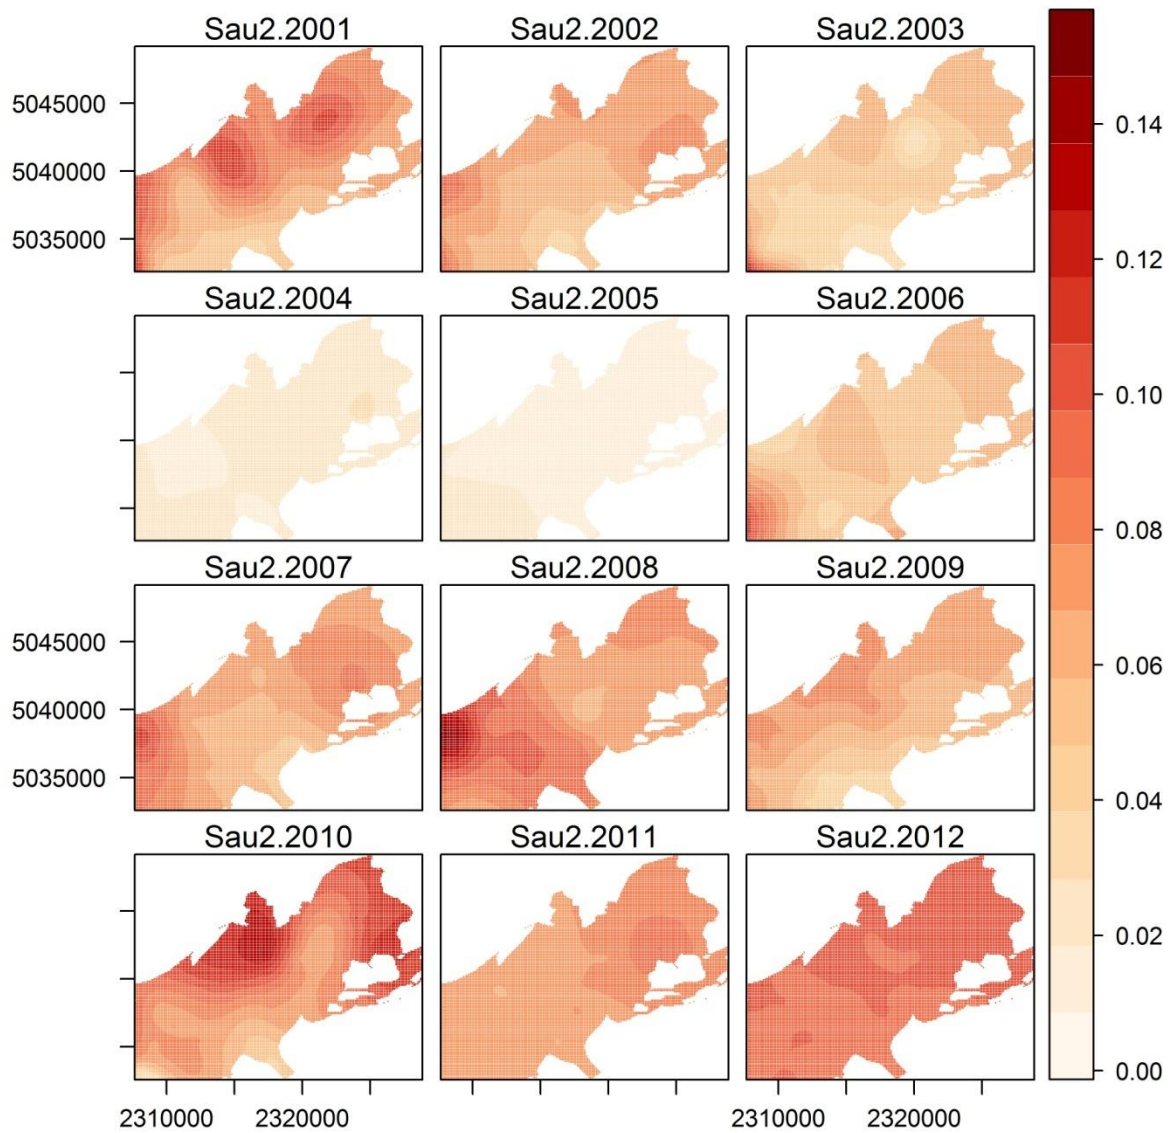 Sau2.2001 Sau2.2002 Sau2.2003
5045000
5040000
5035000
0.14
0.12
Sau2.2004 Sau2.2005 Sau2.2006
0.10
0.08
Sau2.2007 Sau2.2008 Sau2.2009
5045000
5040000
5035000
0.06
0.04
Sau2.2010 Sau2.2011 Sau2.2012
0.02
0.00
2310000 2320000 2310000 2320000